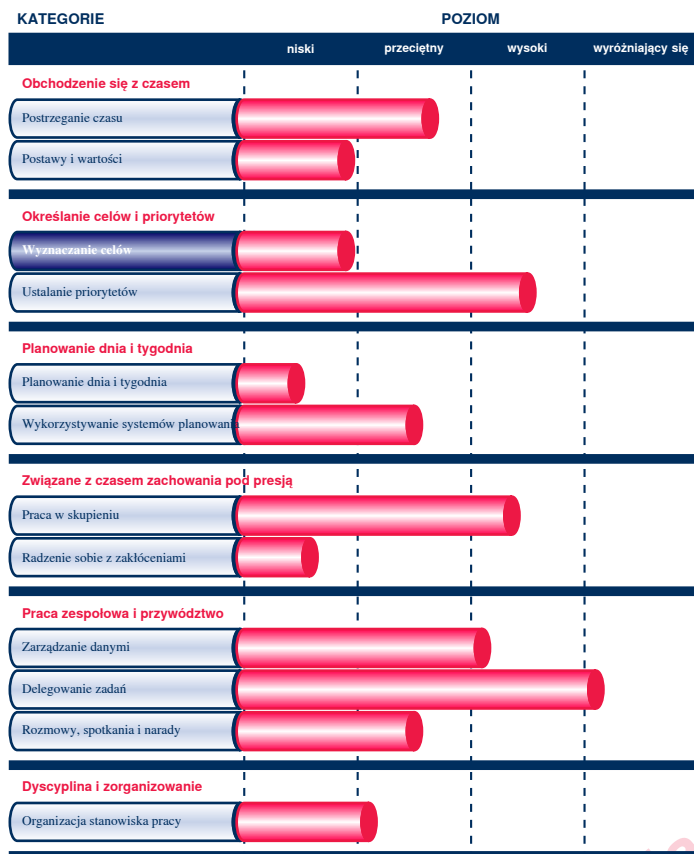 KATEGORIE POZIOM
niski przeciętny wysoki wyróżniający się
Obchodzenie się z czasem
Postrzeganie czasu
Postawy i wartości
Określanie celów i priorytetów
Wyznaczanie celów
Ustalanie priorytetów
Planowanie dnia i tygodnia
Planowanie dnia i tygodnia
Wykorzystywanie systemów planowania
Związane z czasem zachowania pod presją
Praca w skupieniu
Radzenie sobie z zakłóceniami
Praca zespołowa i przywództwo
Zarządzanie danymi
Delegowanie zadań
Rozmowy, spotkania i narady
Dyscyplina i zorganizowanie
Organizacja stanowiska pracy